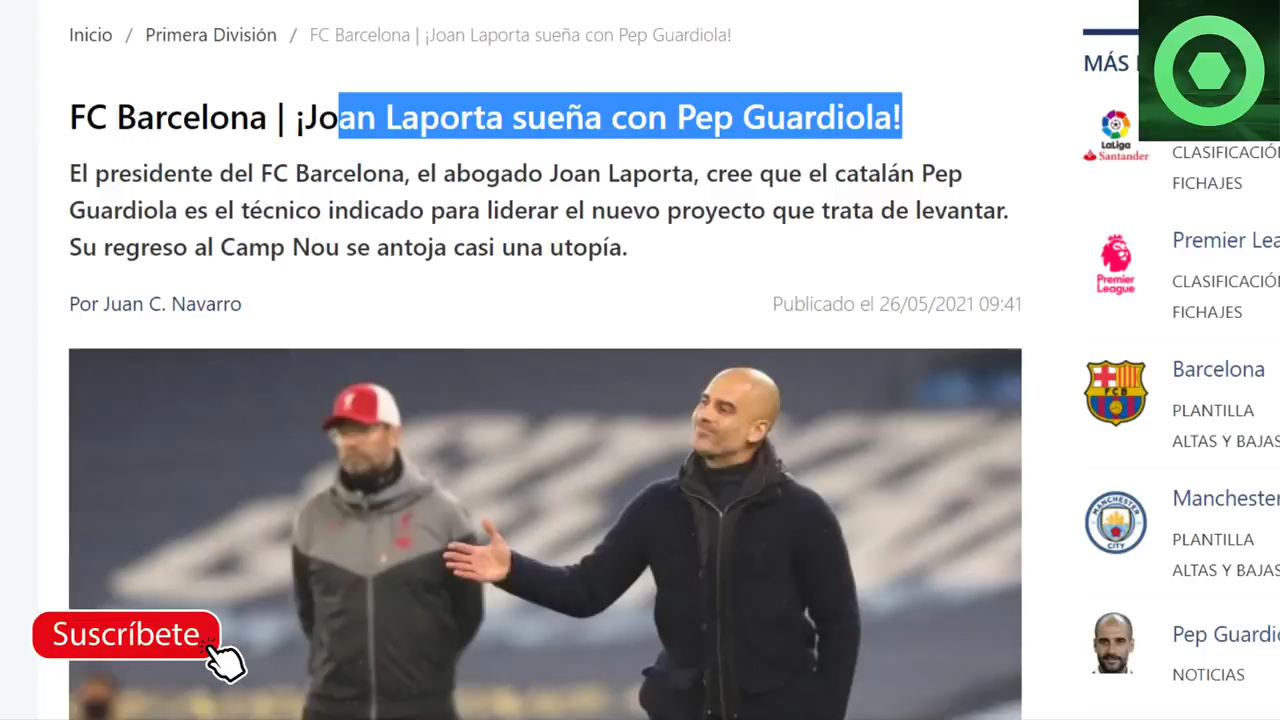 Inicio / Primera División / FC Barcelona | ¡Joan Laporta sueña con Pep Guardiola!
MÁS
FC Barcelona | ¡Joan Laporta sueña con Pep Guardiola!
El presidente del FC Barcelona, el abogado Joan Laporta, cree que el catalán Pep
Guardiola es el técnico indicado para liderar el nuevo proyecto que trata de levantar.
Su regreso al Camp Nou se antoja casi una utopía.
Por Juan C. Navarro
Publicado el 26/05/2021 09:41
LaLiga
Santander
CLASIFICACIÓ
FICHAJES
Premier
League
Premier Lea
CLASIFICACIÓ
FICHAJES
FCB
Barcelona
PLANTILLA
ALTAS Y BAJAS
MANCHESTER
CITY
Manchester
PLANTILLA
ALTAS Y BAJAS
Pep Guardio
NOTICIAS
Suscríbete